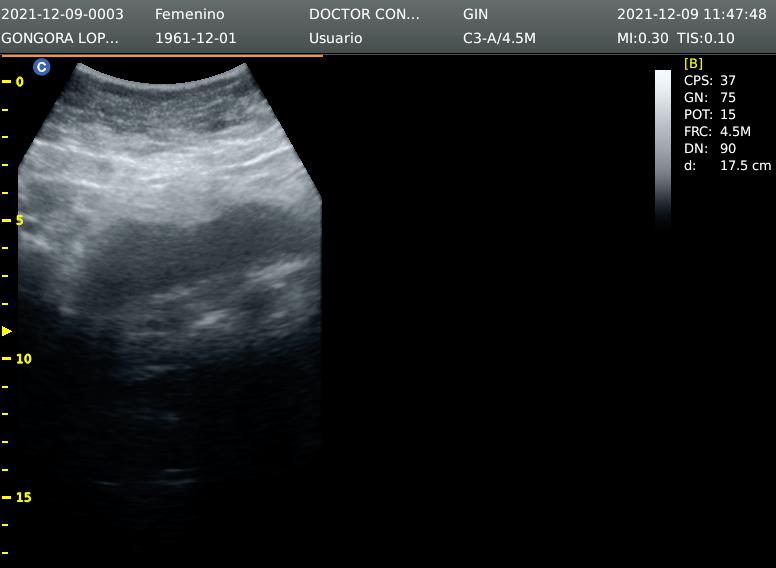 2021-12-09-0003 Femenino DOCTOR CON... GIN 2021-12-09 11:47:48
GONGORA LOP... 1961-12-01 Usuario C3-A/4.5M MI:0.30 TIS:0.10
C
[B]
CPS: 37
GN: 75
POT: 15
FRC: 4.5M
DN: 90
d: 17.5 cm
0
5
10
15